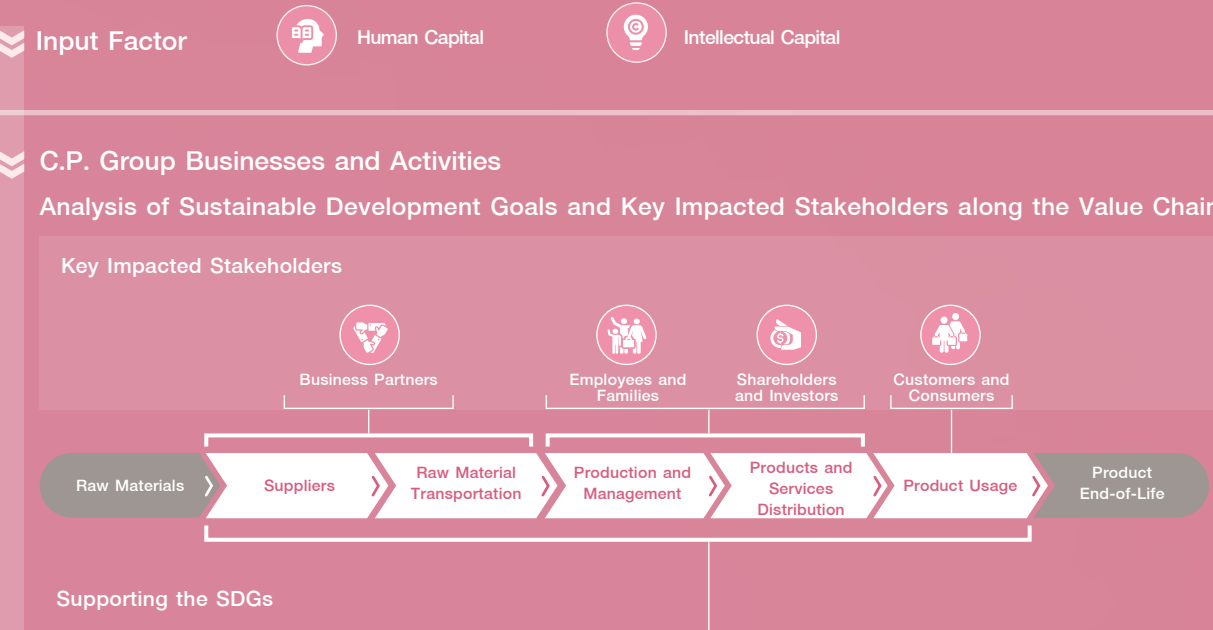 Input Factor
Human Capital
Intellectual Capital
C.P. Group Businesses and Activities
Analysis of Sustainable Development Goals and Key Impacted Stakeholders along the Value Chain
Key Impacted Stakeholders
Business Partners
Employees and
Families
Shareholders
and Investors
Customers and
Consumers
Raw Materials
Suppliers
Raw Material
Transportation
Production and
Management
Products and
Services
Distribution
Product Usage
Product
End-of-Life
Supporting the SDGs